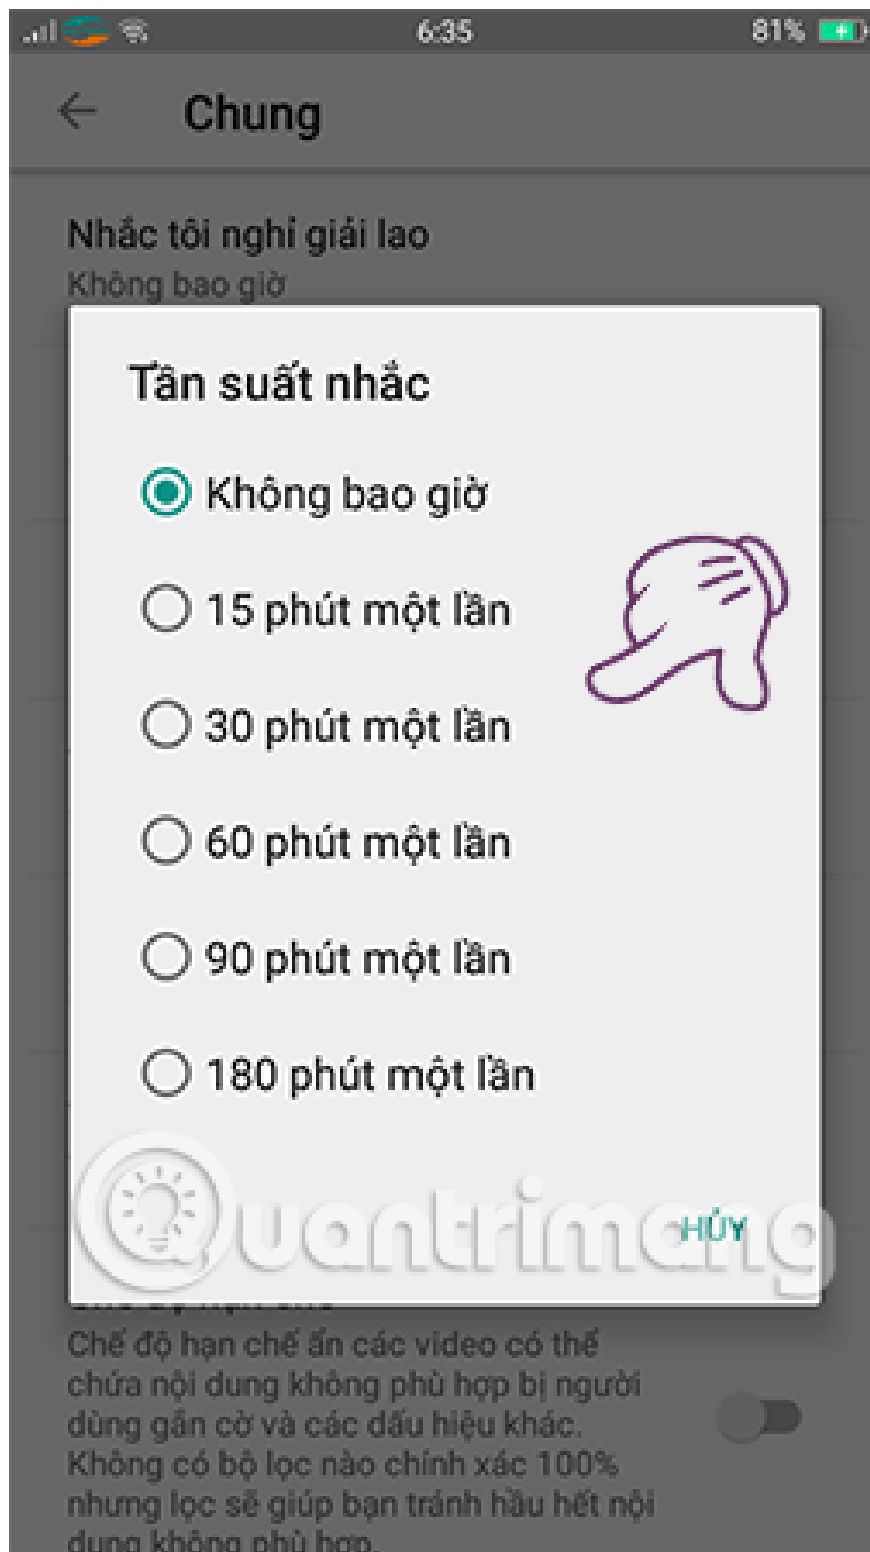 6:35
81%
Chung
Nhắc tôi nghỉ giải lao
Không bao giờ
Tần suất nhắc
Không bao giờ
15 phút một lần
30 phút một lần
60 phút một lần
90 phút một lần
180 phút một lần
HỦY
Quantrimang
Chế độ hạn chế ẩn các video có thể
chứa nội dung không phù hợp bị người
dùng gắn cờ và các dấu hiệu khác.
Không có bộ lọc nào chính xác 100%
nhưng lọc sẽ giúp bạn tránh hầu hết nội
dung không phù hợp.